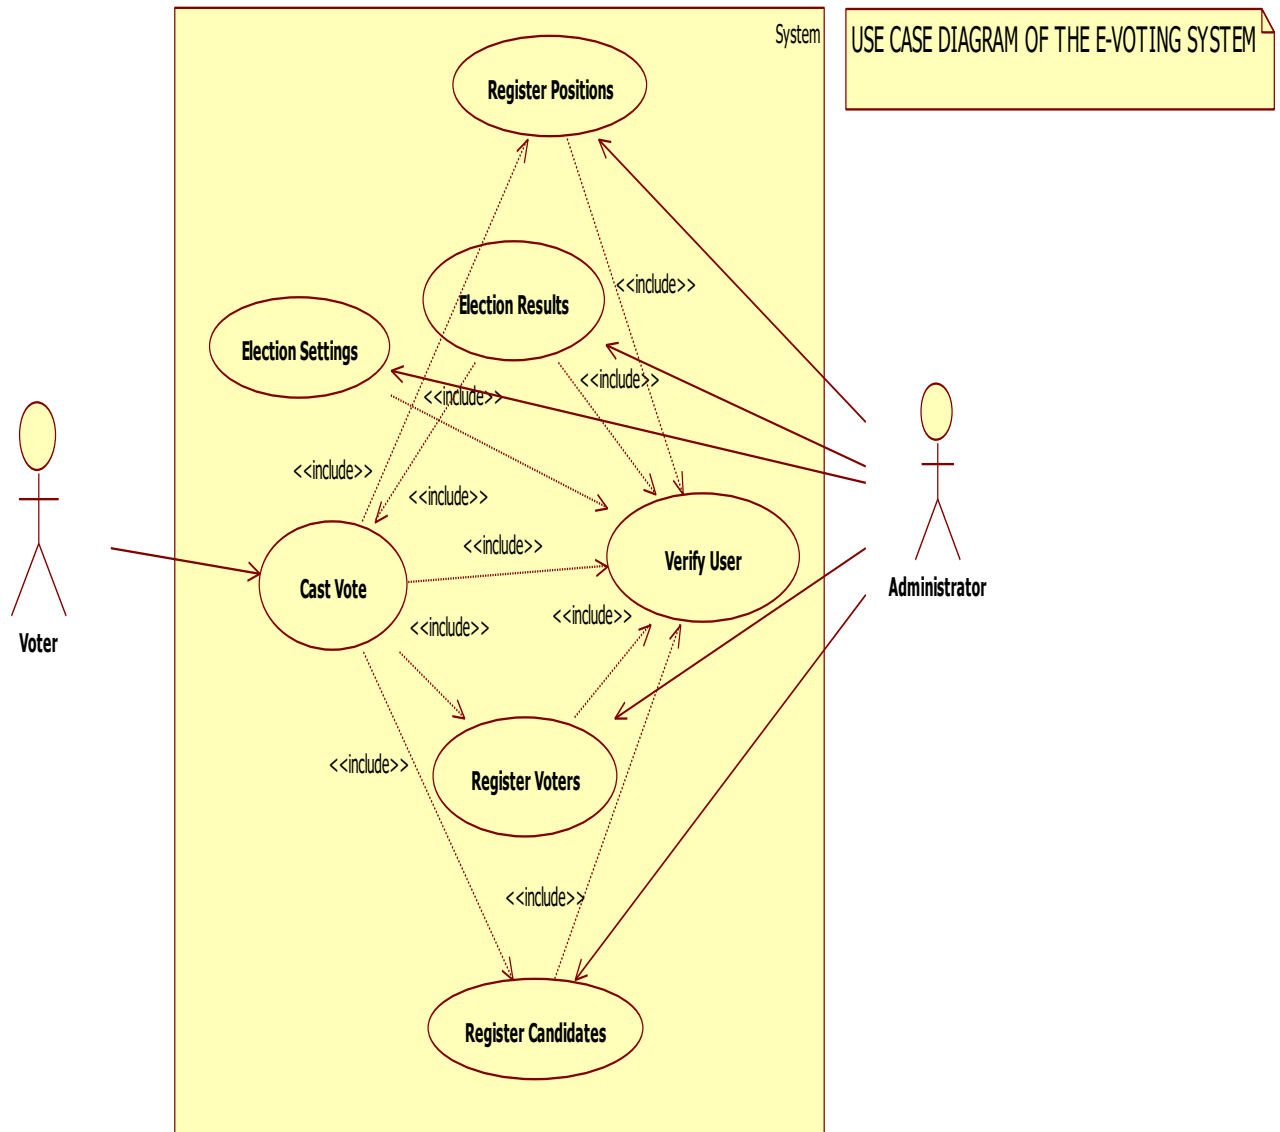 System
USE CASE DIAGRAM OF THE E-VOTING SYSTEM
Register Positions
<<include>>
Election Results
Election Settings
<<include>>
<<include>>
<<include>>
<<include>>
<<include>>
Cast Vote
Verify User
Administrator
<<include>>
<<include>>
Voter
<<include>>
Register Voters
<<include>>
Register Candidates